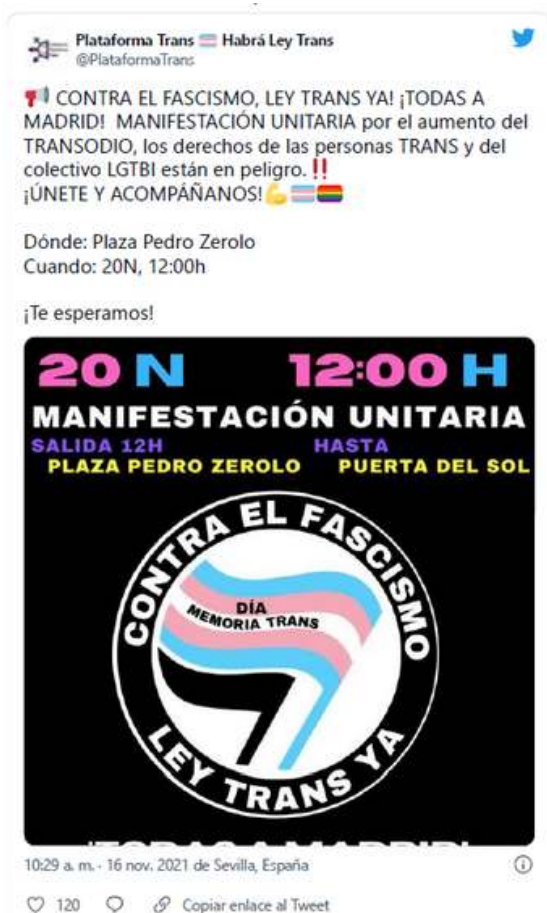 Plataforma Trans Habrá Ley Trans
@PlataformaTrans
CONTRA EL FASCISMO, LEY TRANS YA! ¡TODAS A
MADRID! MANIFESTACIÓN UNITARIA por el aumento del
TRANSODIO, los derechos de las personas TRANS y del
colectivo LGTBI están en peligro.‼️
¡ÚNETE Y ACOMPÁÑANOS!
Dónde: Plaza Pedro Zerolo
Cuando: 20N, 12:00h
¡Te esperamos!
20 N 12:00 H
MANIFESTACIÓN UNITARIA
SALIDA 12H HASTA
PLAZA PEDRO ZEROLO PUERTA DEL SOL
CONTRA EL FASCISMO
DÍA
MEMORIA TRANS
LEY TRANS YA
¡TODAS A MADRID!
10:29 a. m. · 16 nov. 2021 de Sevilla, España
120 Copiar enlace al Tweet